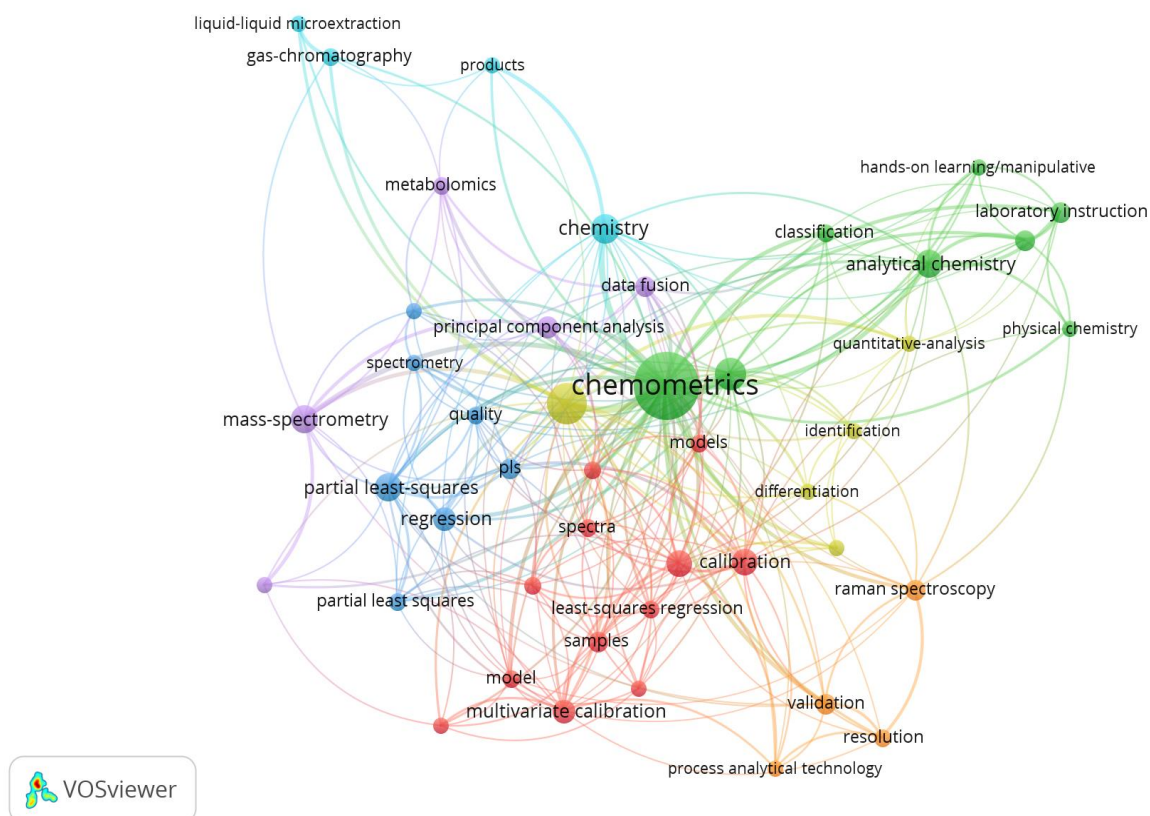 liquid-liquid microextraction
gas-chromatography
products
hands-on learning/manipulative
metabolomics
laboratory instruction
chemistry
classification
analytical chemistry
data fusion
principal component analysis
physical chemistry
quantitative-analysis
spectrometry
chemometrics
mass-spectrometry
quality
identification
models
pls
partial least-squares
differentiation
regression
spectra
calibration
raman spectroscopy
partial least squares
least-squares regression
samples
model
validation
multivariate calibration
resolution
process analytical technology
VOSviewer